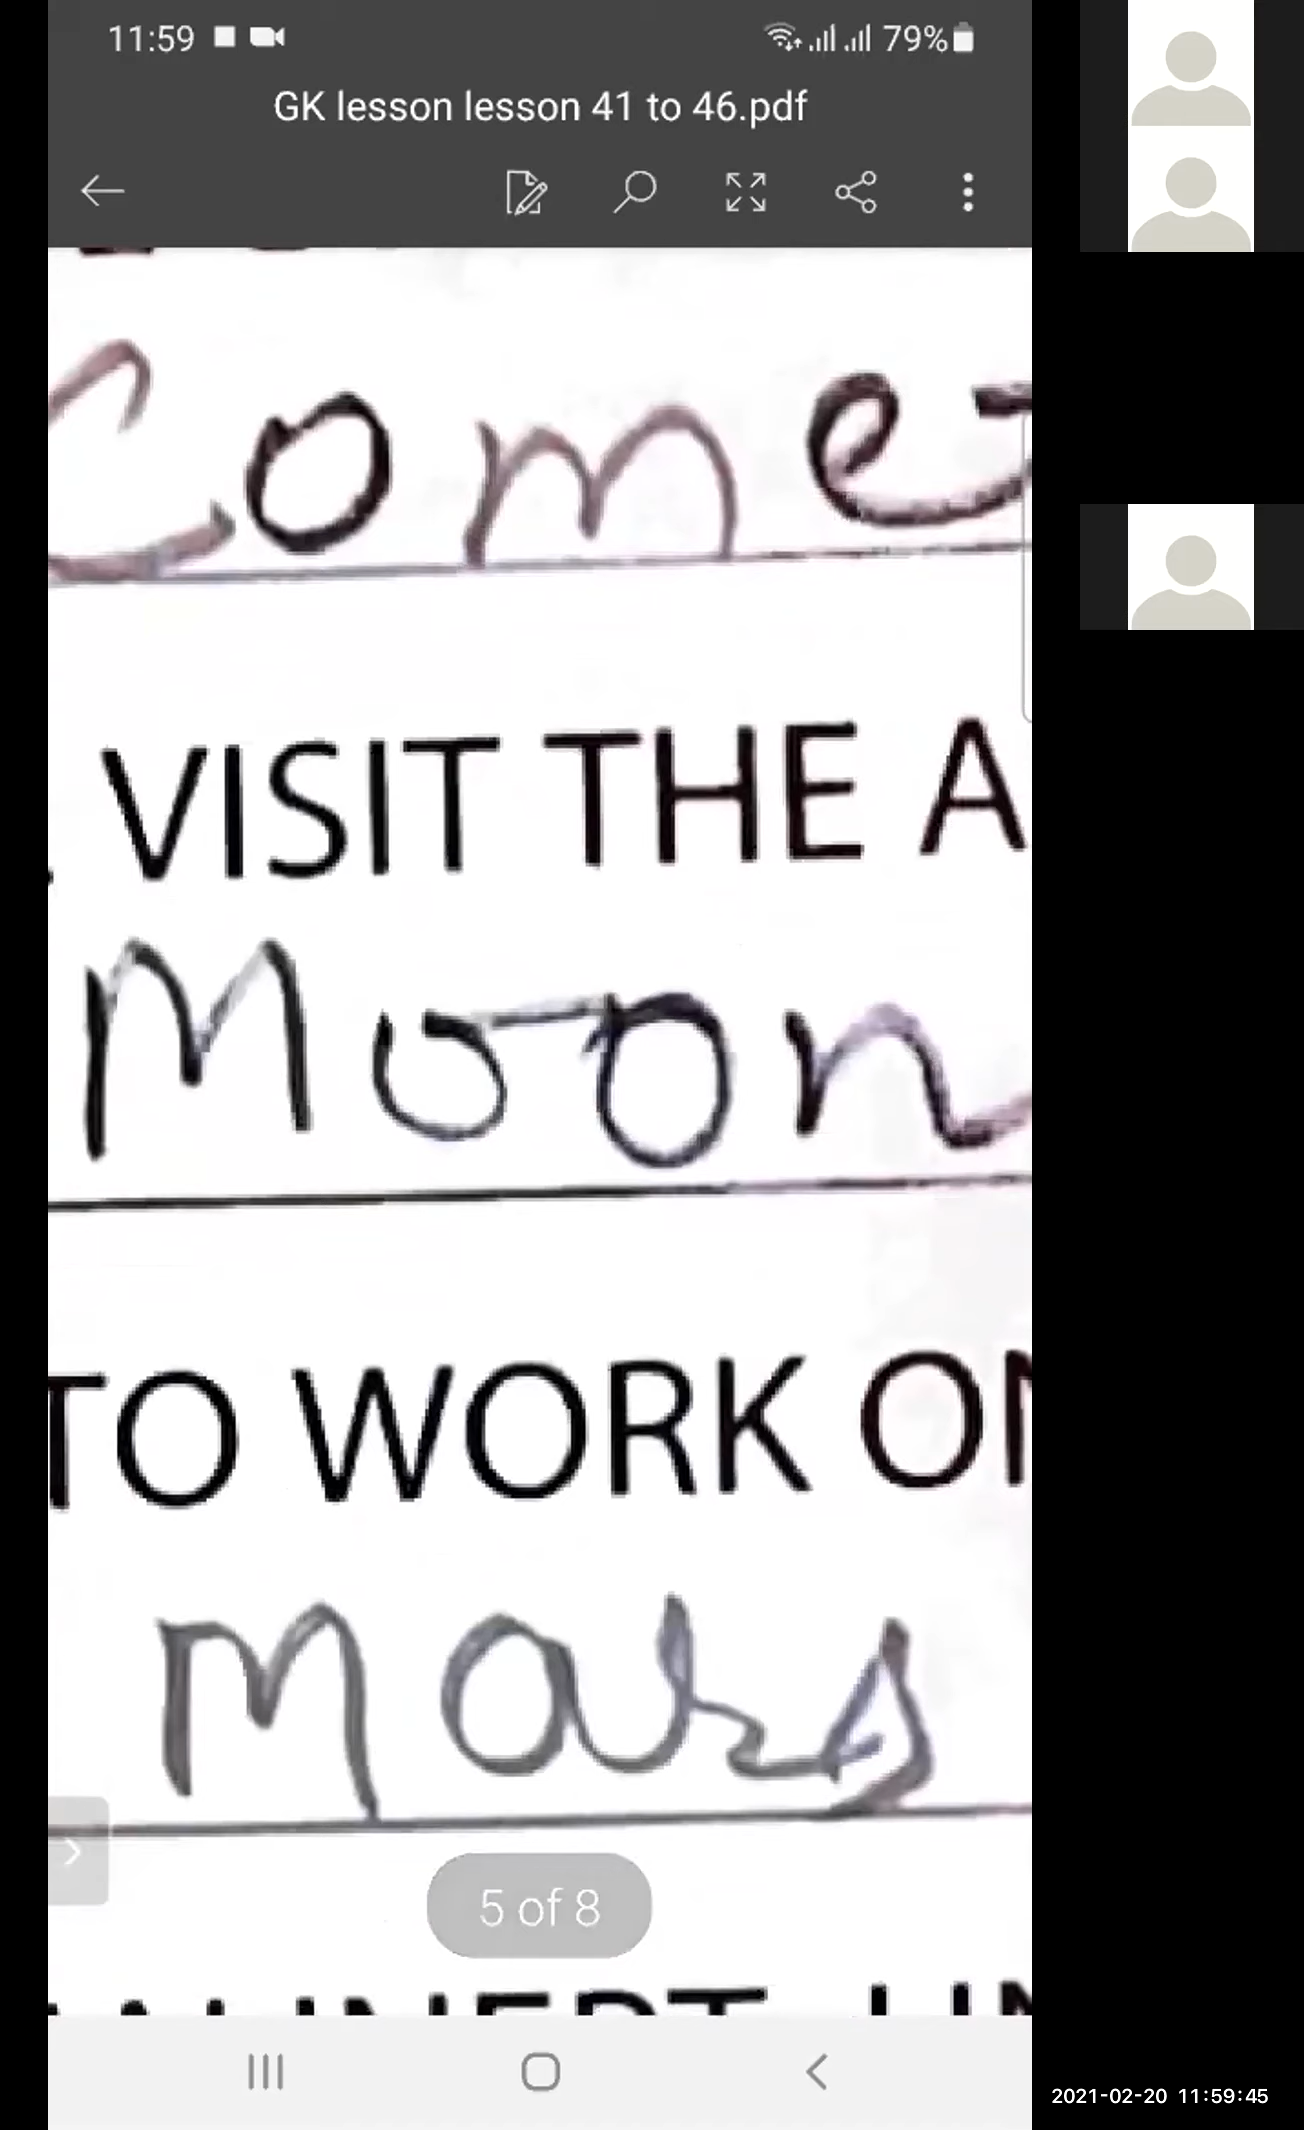 11:59 79%
GK lesson lesson 41 to 46.pdf
Come
VISIT THE A
Moon
TO WORK ON
Mars
5 of 8
2021-02-20 11:59:45